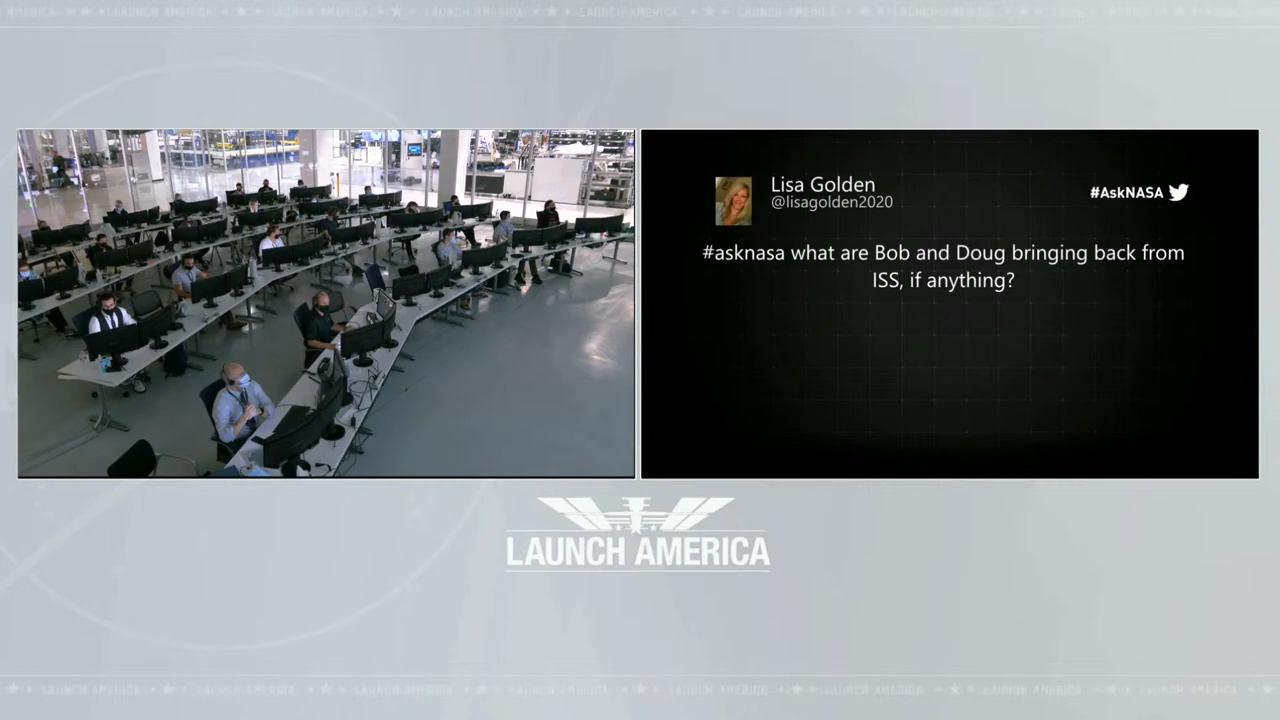 Lisa Golden
@lisagolden2020
#AskNASA
#asknasa what are Bob and Doug bringing back from
ISS, if anything?
LAUNCH AMERICA